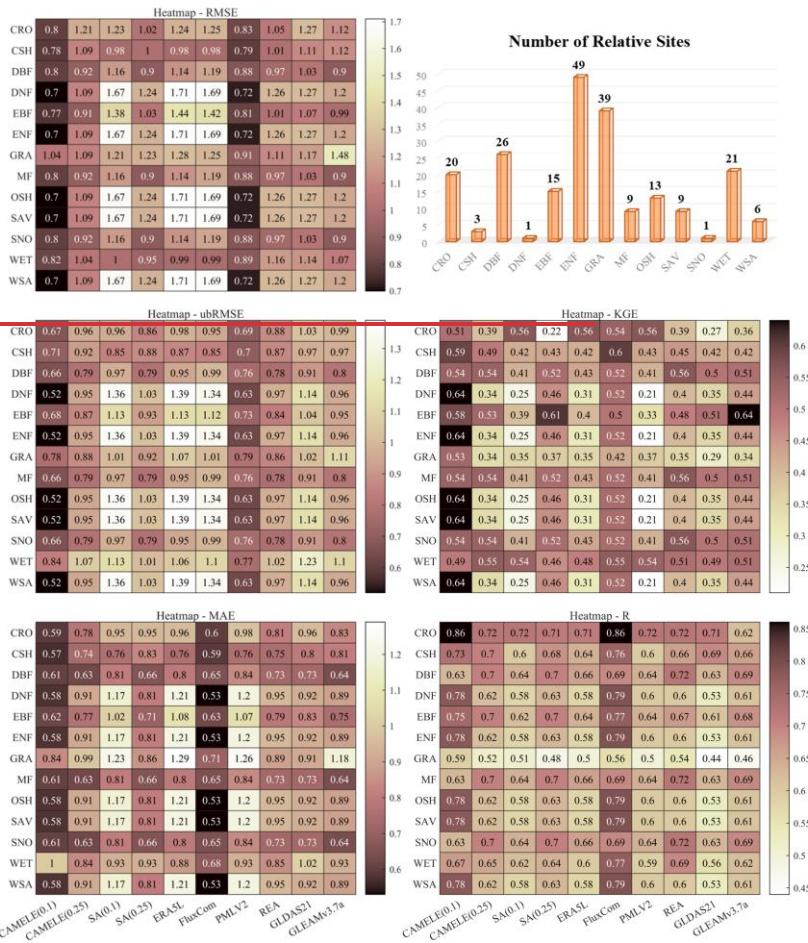 Heatmap - RMSE
CRO 0.8 1.21 1.23 1.02 1.24 1.25 0.83 1.05 1.27 1.12
CSH 0.78 1.09 0.98 1 0.98 0.98 0.79 1.01 1.11 1.12
DBF 0.8 0.92 1.16 0.9 1.14 1.19 0.88 0.97 1.03 0.9
DNF 0.7 1.09 1.67 1.24 1.71 1.69 0.72 1.26 1.27 1.2
EBF 0.77 0.91 1.38 1.03 1.44 1.42 0.81 1.01 1.07 0.99
ENF 0.7 1.09 1.67 1.24 1.71 1.69 0.72 1.26 1.27 1.2
GRA 1.04 1.09 1.21 1.23 1.28 1.25 0.91 1.11 1.17 1.48
MF 0.8 0.92 1.16 0.9 1.14 1.19 0.88 0.97 1.03 0.9
OSH 0.7 1.09 1.67 1.24 1.71 1.69 0.72 1.26 1.27 1.2
SAV 0.7 1.09 1.67 1.24 1.71 1.69 0.72 1.26 1.27 1.2
SNO 0.8 0.92 1.16 0.9 1.14 1.19 0.88 0.97 1.03 0.9
WET 0.82 1.04 1 0.95 0.99 0.99 0.89 1.16 1.14 1.07
WSA 0.7 1.09 1.67 1.24 1.71 1.69 0.72 1.26 1.27 1.2
1.7
1.6
1.5
1.4
1.3
1.2
1.1
1
0.9
0.8
0.7
Number of Relative Sites
50
45
40
35
30
25
20
15
10
5
0
20 3 26 1 15 49 39 9 13 9 1 21 6
CRO CSH DBF DNF EBF ENF GRA MF OSH SAV SNO WET WSA
Heatmap - ubRMSE
CRO 0.67 0.96 0.96 0.86 0.98 0.95 0.69 0.88 1.03 0.99
CSH 0.71 0.92 0.85 0.88 0.87 0.85 0.7 0.87 0.97 0.97
DBF 0.66 0.79 0.97 0.79 0.95 0.99 0.76 0.78 0.91 0.8
DNF 0.52 0.95 1.36 1.03 1.39 1.34 0.63 0.97 1.14 0.96
EBF 0.68 0.87 1.13 0.93 1.13 1.12 0.73 0.84 1.04 0.95
ENF 0.52 0.95 1.36 1.03 1.39 1.34 0.63 0.97 1.14 0.96
GRA 0.78 0.88 1.01 0.92 1.07 1.01 0.79 0.86 1.02 1.11
MF 0.66 0.79 0.97 0.79 0.95 0.99 0.76 0.78 0.91 0.8
OSH 0.52 0.95 1.36 1.03 1.39 1.34 0.63 0.97 1.14 0.96
SAV 0.52 0.95 1.36 1.03 1.39 1.34 0.63 0.97 1.14 0.96
SNO 0.66 0.79 0.97 0.79 0.95 0.99 0.76 0.78 0.91 0.8
WET 0.84 1.07 1.13 1.01 1.06 1.1 0.77 1.02 1.23 1.1
WSA 0.52 0.95 1.36 1.03 1.39 1.34 0.63 0.97 1.14 0.96
1.3
1.2
1.1
1
0.9
0.8
0.7
0.6
Heatmap - KGE
CRO 0.51 0.39 0.56 0.22 0.56 0.54 0.56 0.39 0.27 0.36
CSH 0.59 0.49 0.42 0.43 0.42 0.6 0.43 0.45 0.42 0.42
DBF 0.54 0.54 0.41 0.52 0.43 0.52 0.41 0.56 0.5 0.51
DNF 0.64 0.34 0.25 0.46 0.31 0.52 0.21 0.4 0.35 0.44
EBF 0.58 0.53 0.39 0.61 0.4 0.5 0.33 0.48 0.51 0.64
ENF 0.64 0.34 0.25 0.46 0.31 0.52 0.21 0.4 0.35 0.44
GRA 0.53 0.34 0.35 0.37 0.35 0.42 0.37 0.35 0.29 0.34
MF 0.54 0.54 0.41 0.52 0.43 0.52 0.41 0.56 0.5 0.51
OSH 0.64 0.34 0.25 0.46 0.31 0.52 0.21 0.4 0.35 0.44
SAV 0.64 0.34 0.25 0.46 0.31 0.52 0.21 0.4 0.35 0.44
SNO 0.54 0.54 0.41 0.52 0.43 0.52 0.41 0.56 0.5 0.51
WET 0.49 0.55 0.54 0.46 0.48 0.55 0.54 0.51 0.49 0.51
WSA 0.64 0.34 0.25 0.46 0.31 0.52 0.21 0.4 0.35 0.44
0.6
0.55
0.5
0.45
0.4
0.35
0.3
0.25
Heatmap - MAE
CRO 0.59 0.78 0.95 0.95 0.96 0.6 0.98 0.81 0.96 0.83
CSH 0.57 0.74 0.76 0.83 0.76 0.59 0.76 0.75 0.8 0.81
DBF 0.61 0.63 0.81 0.66 0.8 0.65 0.84 0.73 0.73 0.64
DNF 0.58 0.91 1.17 0.81 1.21 0.53 1.2 0.95 0.92 0.89
EBF 0.62 0.77 1.02 0.71 1.08 0.63 1.07 0.79 0.83 0.75
ENF 0.58 0.91 1.17 0.81 1.21 0.53 1.2 0.95 0.92 0.89
GRA 0.84 0.99 1.23 0.86 1.29 0.71 1.26 0.89 0.91 1.18
MF 0.61 0.63 0.81 0.66 0.8 0.65 0.84 0.73 0.73 0.64
OSH 0.58 0.91 1.17 0.81 1.21 0.53 1.2 0.95 0.92 0.89
SAV 0.58 0.91 1.17 0.81 1.21 0.53 1.2 0.95 0.92 0.89
SNO 0.61 0.63 0.81 0.66 0.8 0.65 0.84 0.73 0.73 0.64
WET 1 0.84 0.93 0.93 0.88 0.68 0.93 0.85 1.02 0.93
WSA 0.58 0.91 1.17 0.81 1.21 0.53 1.2 0.95 0.92 0.89
CAMELE(0.1) CAMELE(0.25) SA(0.1) SA(0.25) ERA5L FluxCom PMLV2 REA GLDAS21 GLEAMv3.7a
1.2
1.1
1
0.9
0.8
0.7
0.6
Heatmap - R
CRO 0.86 0.72 0.72 0.71 0.71 0.86 0.72 0.72 0.71 0.62
CSH 0.73 0.7 0.6 0.68 0.64 0.76 0.6 0.66 0.69 0.66
DBF 0.63 0.7 0.64 0.7 0.66 0.69 0.64 0.72 0.63 0.69
DNF 0.78 0.62 0.58 0.63 0.58 0.79 0.6 0.6 0.53 0.61
EBF 0.75 0.7 0.62 0.7 0.64 0.77 0.64 0.67 0.61 0.68
ENF 0.78 0.62 0.58 0.63 0.58 0.79 0.6 0.6 0.53 0.61
GRA 0.59 0.52 0.51 0.48 0.5 0.56 0.5 0.54 0.44 0.46
MF 0.63 0.7 0.64 0.7 0.66 0.69 0.64 0.72 0.63 0.69
OSH 0.78 0.62 0.58 0.63 0.58 0.79 0.6 0.6 0.53 0.61
SAV 0.78 0.62 0.58 0.63 0.58 0.79 0.6 0.6 0.53 0.61
SNO 0.63 0.7 0.64 0.7 0.66 0.69 0.64 0.72 0.63 0.69
WET 0.67 0.65 0.62 0.64 0.6 0.77 0.59 0.69 0.56 0.62
WSA 0.78 0.62 0.58 0.63 0.58 0.79 0.6 0.6 0.53 0.61
CAMELE(0.1) CAMELE(0.25) SA(0.1) SA(0.25) ERA5L FluxCom PMLV2 REA GLDAS21 GLEAMv3.7a
0.85
0.8
0.75
0.7
0.65
0.6
0.55
0.5
0.45